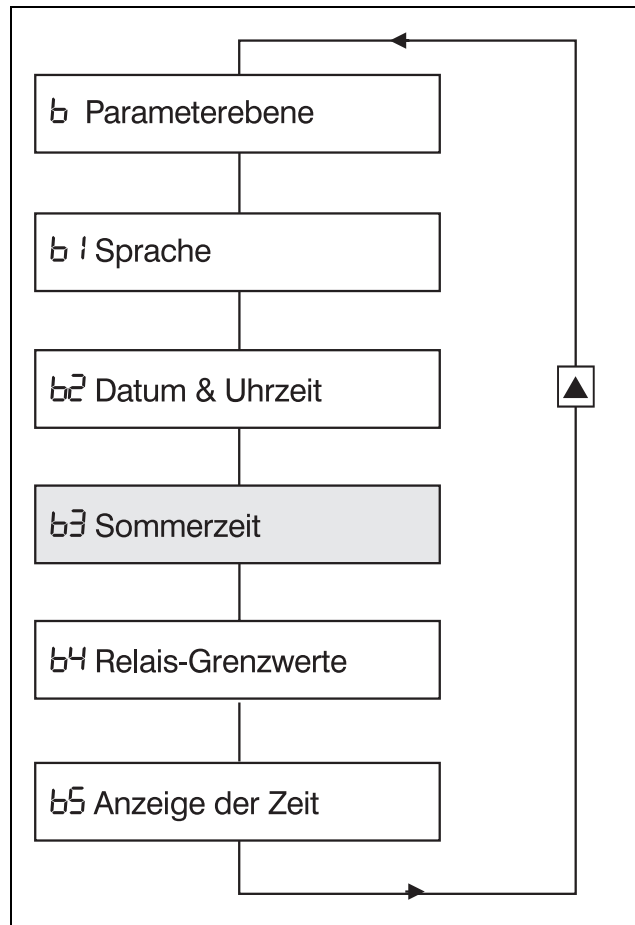 b Parameterebene
b1 Sprache
b2 Datum & Uhrzeit
b3 Sommerzeit
b4 Relais-Grenzwerte
b5 Anzeige der Zeit